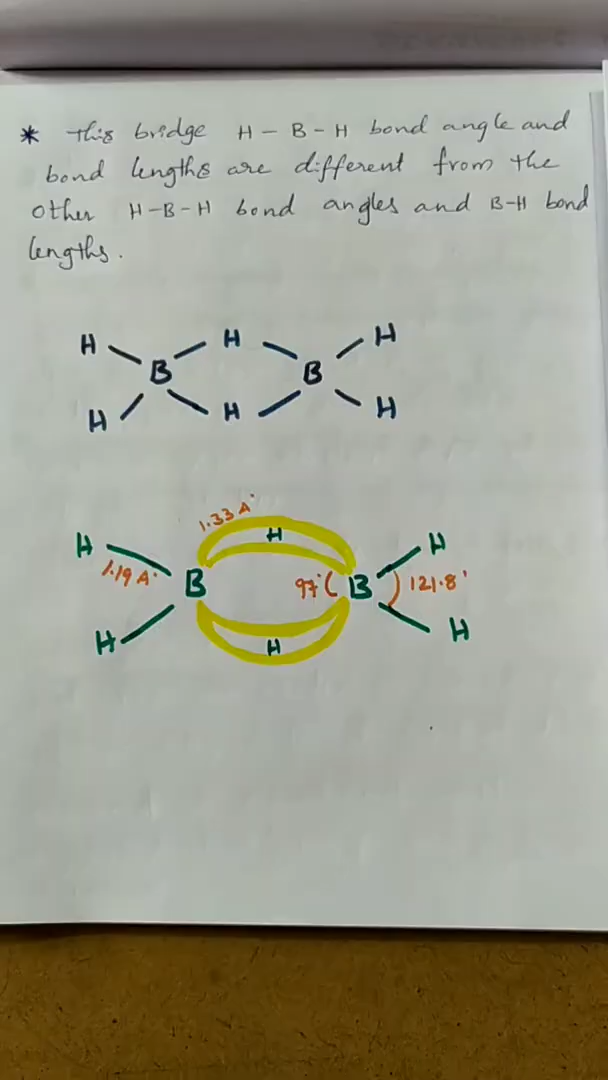 * This bridge H-B-H bond angle and
bond lengths are different from the
other H-B-H bond angles and B-H bond
lengths.
H H H
B B
H H H
1.33 A°
H H H
1.19 A° B 97° B 121.8°
H H H